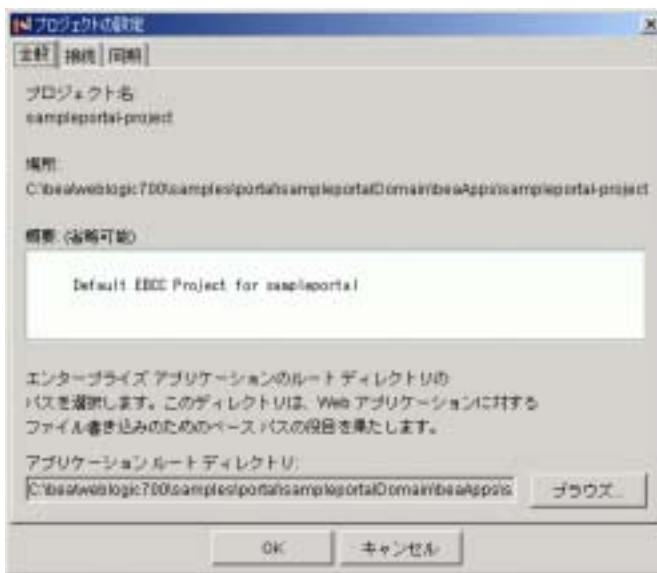 プロジェクトの設定
全般 接続 同期
プロジェクト名
sampleportal-project
場所:
C:\bea\weblogic700\samples\portal\sampleportalDomain\beaApps\sampleportal-project
概要: (省略可能)
Default EBCC Project for sampleportal
エンタープライズ アプリケーションのルート ディレクトリの
パスを選択します。このディレクトリは、Web アプリケーションに対する
ファイル書き込みのためのベース パスの役目を果たします。
アプリケーション ルート ディレクトリ:
C:\bea\weblogic700\samples\portal\sampleportalDomain\beaApps\s ブラウズ...
OK キャンセル